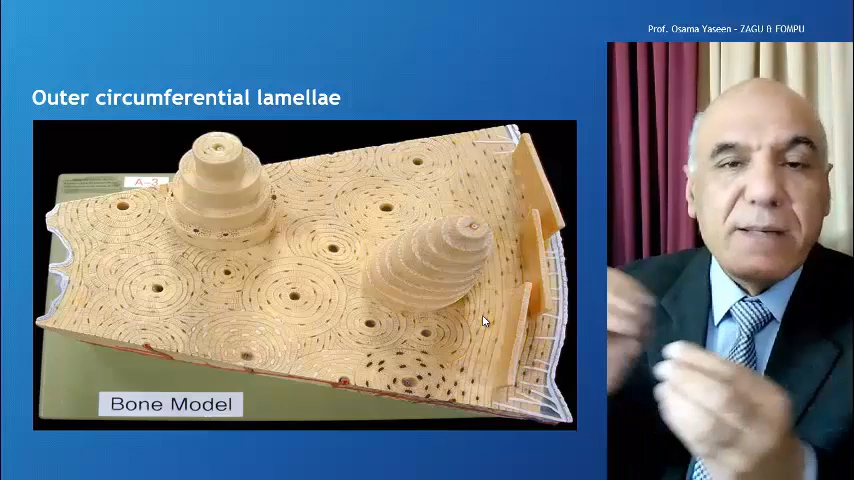 Prof. Osama Yaseen - ZAGU & FOMPU
Outer circumferential lamellae
A-3
Bone Model